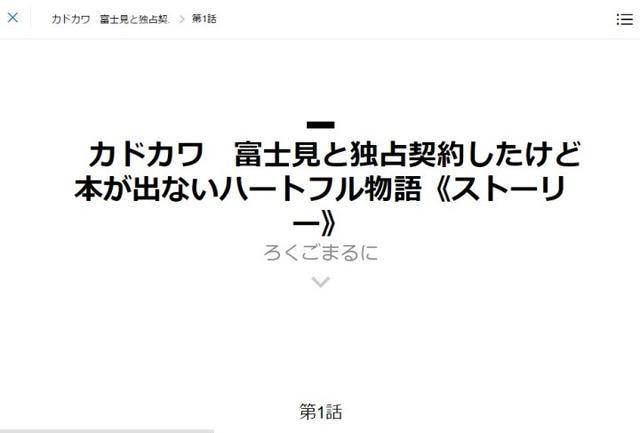 カドカワ　富士見と独占契. 第1話
カドカワ　富士見と独占契約したけど
本が出ないハートフル物語《ストーリ
ー》
ろくごまるに
第1話